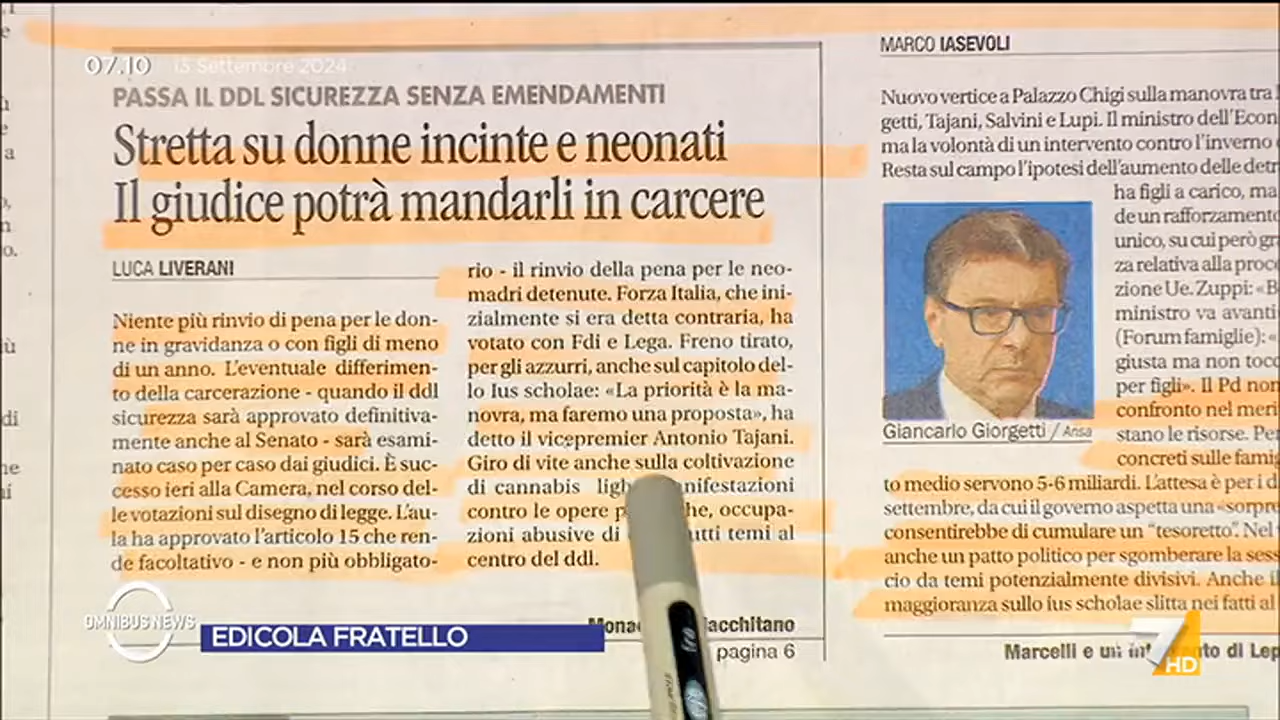 07.10 13 Settembre 2024
PASSA IL DDL SICUREZZA SENZA EMENDAMENTI
Stretta su donne incinte e neonati
Il giudice potrà mandarli in carcere
LUCA LIVERANI
Niente più rinvio di pena per le don-
ne in gravidanza o con figli di meno
di un anno. L'eventuale differimen-
to della carcerazione - quando il ddl
sicurezza sarà approvato definitiva-
mente anche al Senato - sarà esami-
nato caso per caso dai giudici. È suc-
cesso ieri alla Camera, nel corso del-
le votazioni sul disegno di legge. L'au-
la ha approvato l'articolo 15 che ren-
de facoltativo - e non più obbligato-
rio - il rinvio della pena per le neo-
madri detenute. Forza Italia, che ini-
zialmente si era detta contraria, ha
votato con Fdi e Lega. Freno tirato,
per gli azzurri, anche sul capitolo del-
lo Ius scholae: «La priorità è la ma-
novra, ma faremo una proposta», ha
detto il vicepremier Antonio Tajani.
Giro di vite anche sulla coltivazione
di cannabis
contro le opere occupa-
zioni abusive di temi al
centro del ddl.
pagina 6
MARCO IASEVOLI
Nuovo vertice a Palazzo Chigi sulla manovra tra
getti, Tajani, Salvini e Lupi. Il ministro dell'Econ
ma la volontà di un intervento contro l'inverno
Resta sul campo l'ipotesi dell'aumento delle detr
ha figli a carico, ma
de un rafforzamento
unico, su cui però gr
za relativa alla proce
zione Ue. Zuppi: «B
ministro va avanti
(Forum famiglie): «
giusta ma non tocc
per figli». Il Pd non
confronto nel meri
stano le risorse. Per
concreti sulle famig
to medio servono 5-6 miliardi. L'attesa è per i d
settembre, da cui il governo aspetta una «sorpre
consentirebbe di cumulare un "tesoretto". Nel
anche un patto politico per sgomberare la sess
cio da temi potenzialmente divisivi. Anche il
maggioranza sullo ius scholae slitta nei fatti al
Giancarlo Giorgetti / Ansa
Marcelli e un di Lep
OMNIBUS NEWS
EDICOLA FRATELLO
7 HD